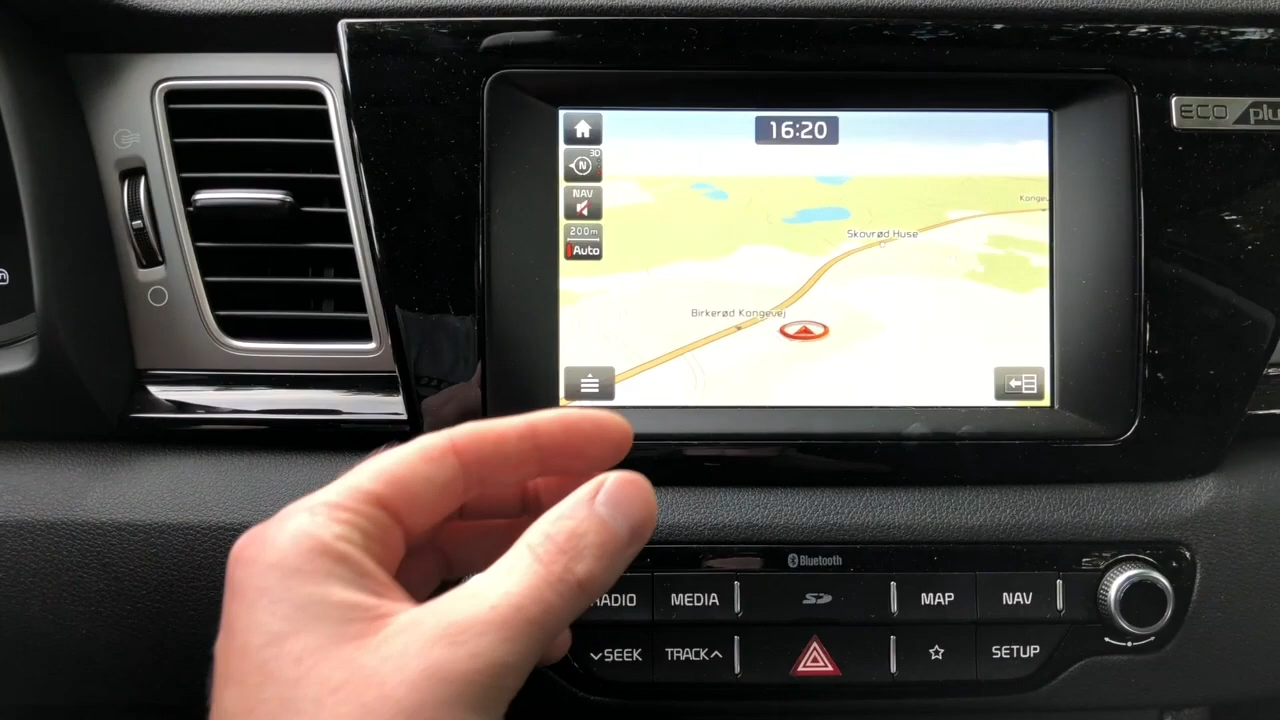 ECO plu
16:20
3D
N
NAV
200m
Auto
Kongev
Skovrød Huse
Birkerød Kongevej
Bluetooth
RADIO MEDIA SD MAP NAV
SEEK TRACK SETUP